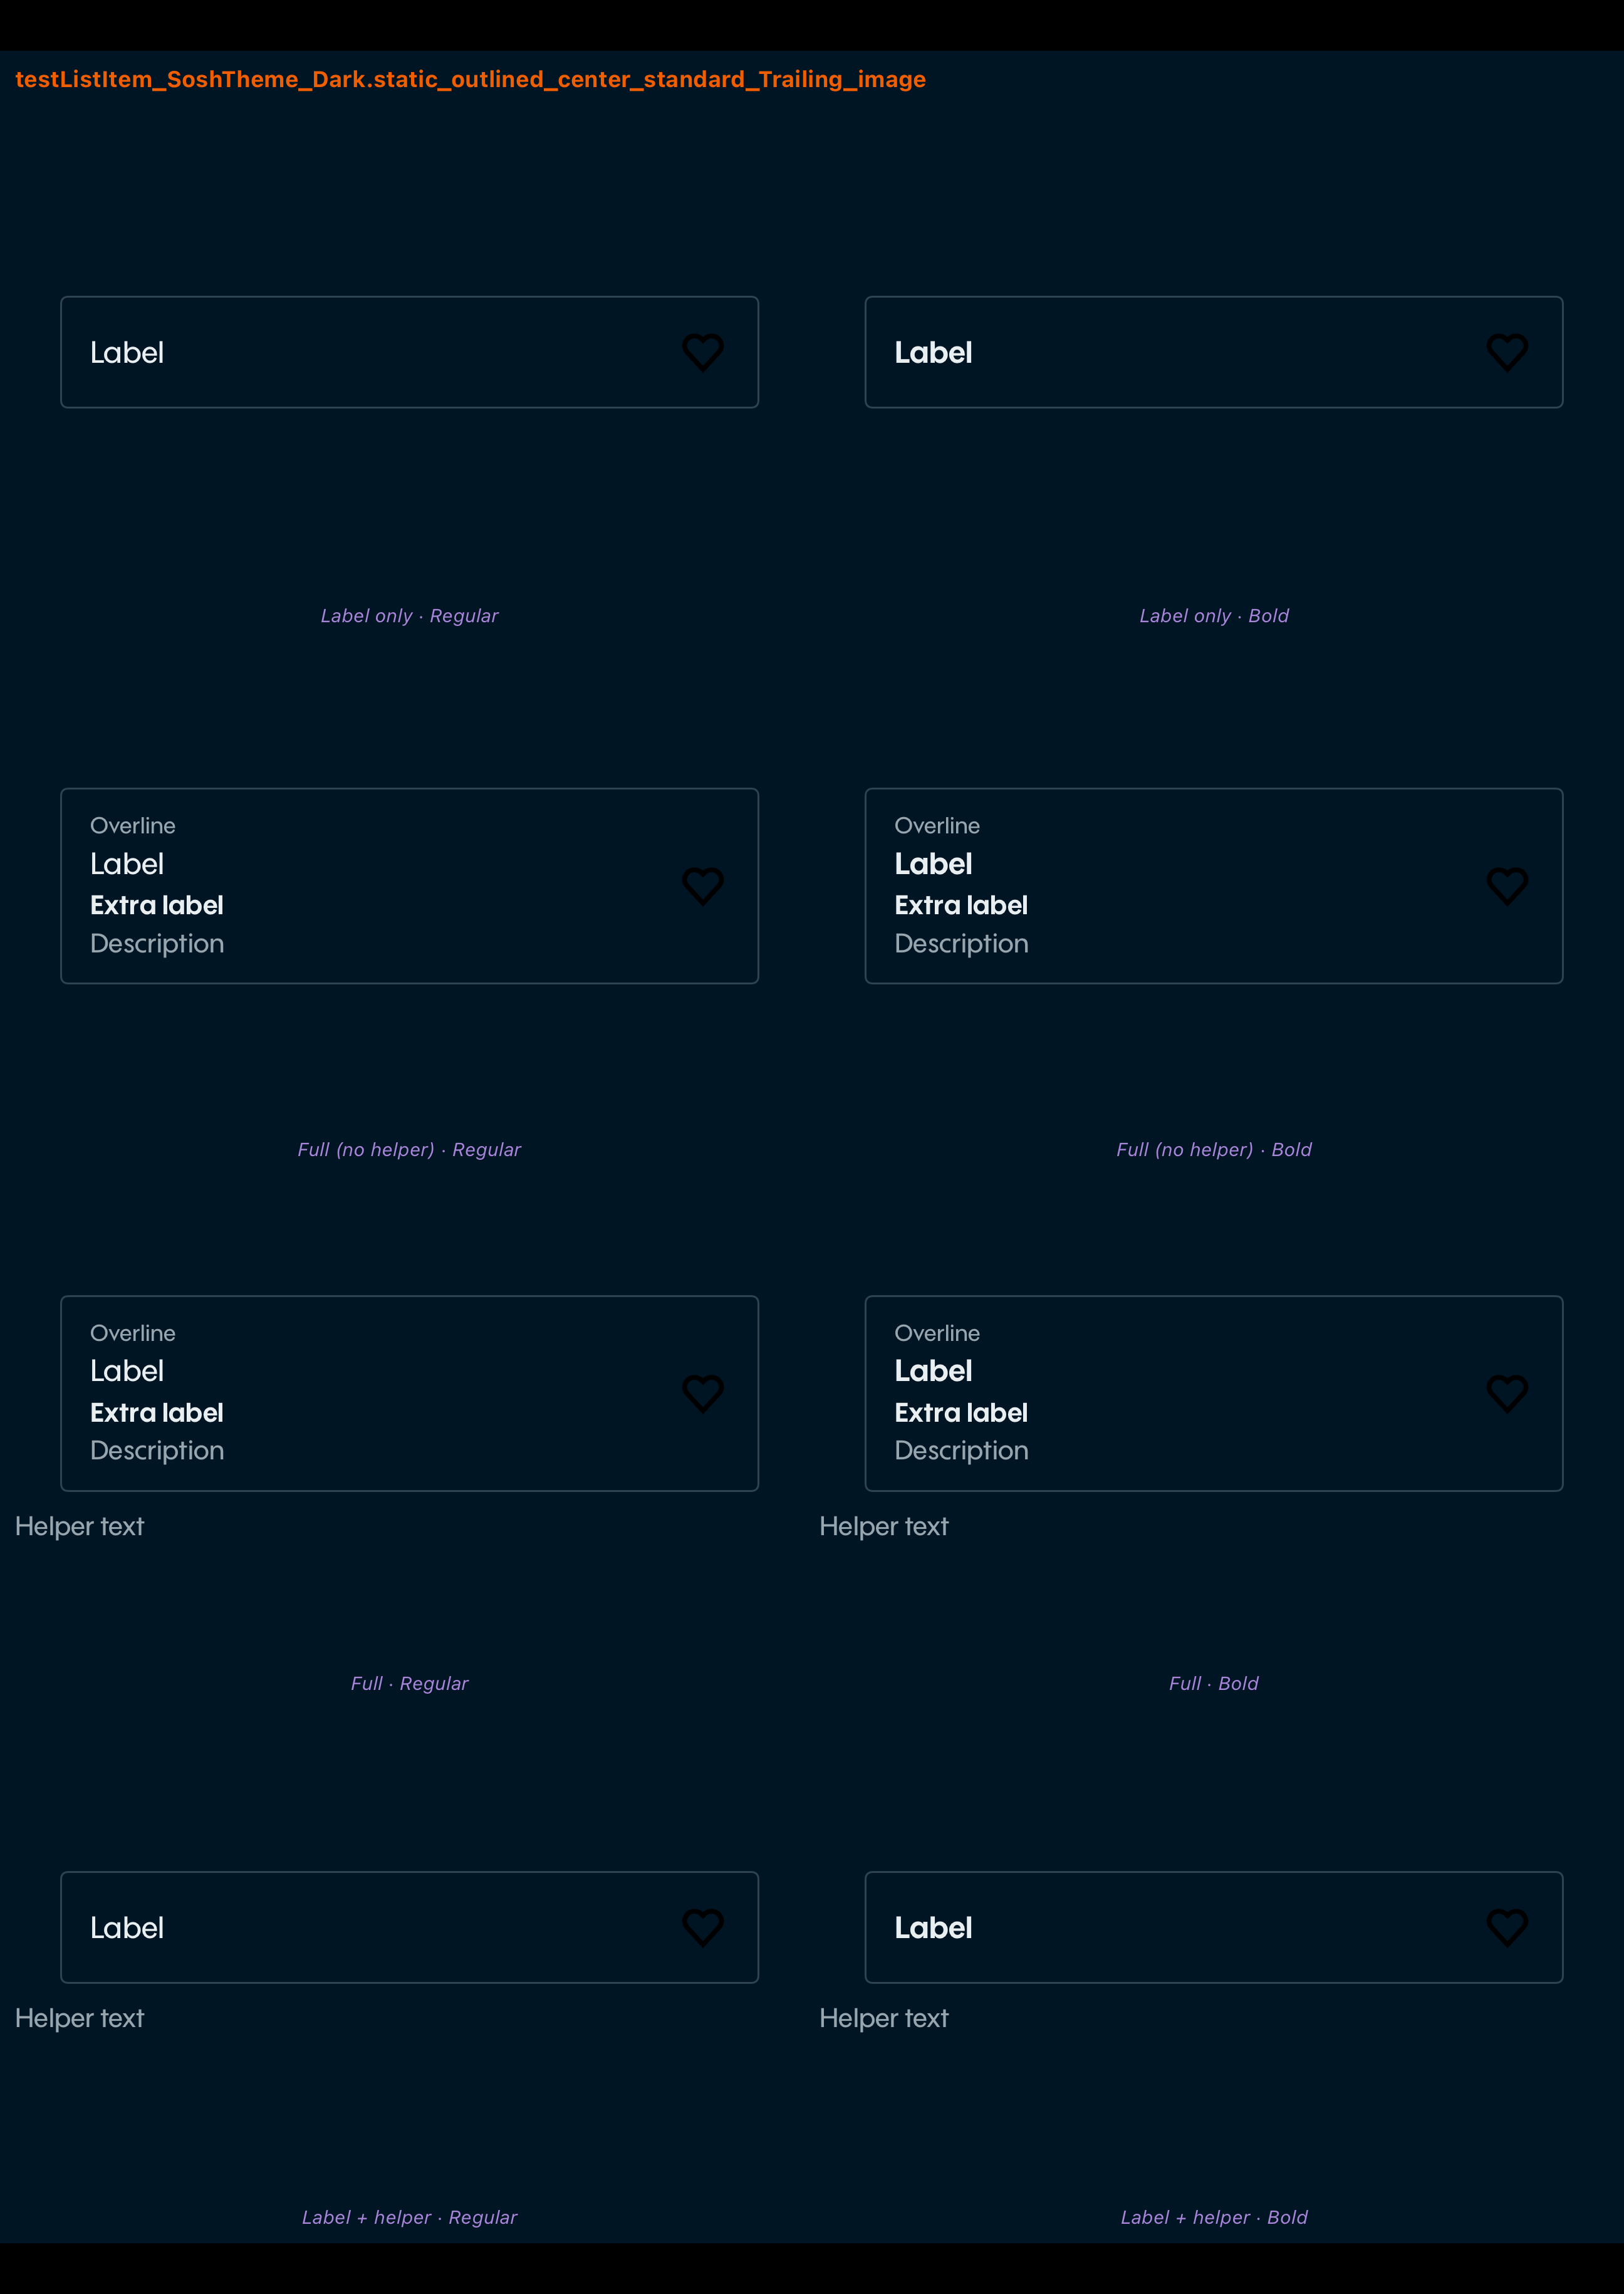 testListItem_SoshTheme_Dark.static_outlined_center_standard_Trailing_image
Label
Label
Label only · Regular
Label only · Bold
Overline
Label
Extra label
Description
Overline
Label
Extra label
Description
Full (no helper) · Regular
Full (no helper) · Bold
Overline
Label
Extra label
Description
Helper text
Overline
Label
Extra label
Description
Helper text
Full · Regular
Full · Bold
Label
Helper text
Label
Helper text
Label + helper · Regular
Label + helper · Bold